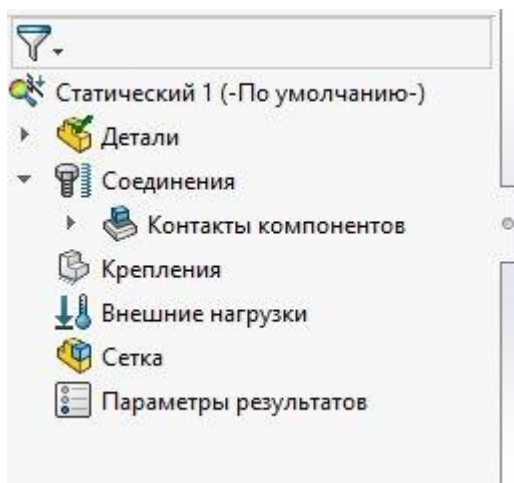 Статический 1 (-По умолчанию-)
Детали
Соединения
Контакты компонентов
Крепления
Внешние нагрузки
Сетка
Параметры результатов